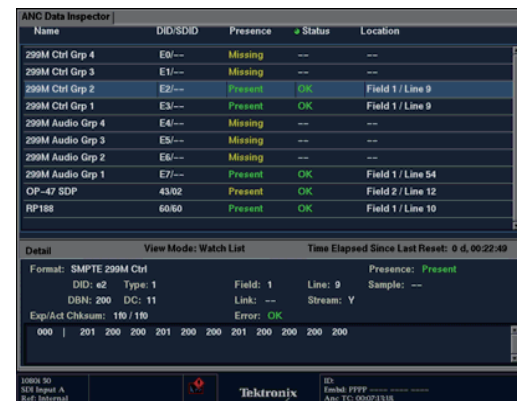 ANC Data Inspector
Name DID/SDID Presence Status Location
299M Ctrl Grp 4 E0/-- Missing -- --
299M Ctrl Grp 3 E1/-- Missing -- --
299M Ctrl Grp 2 E2/-- Present OK Field 1 / Line 9
299M Ctrl Grp 1 E3/-- Present OK Field 1 / Line 9
299M Audio Grp 4 E4/-- Missing -- --
299M Audio Grp 3 E5/-- Missing -- --
299M Audio Grp 2 E6/-- Missing -- --
299M Audio Grp 1 E7/-- Present OK Field 1 / Line 54
OP-47 SDP 43/02 Present OK Field 2 / Line 12
RP188 60/60 Present OK Field 1 / Line 10
Detail View Mode: Watch List Time Elapsed Since Last Reset: 0 d, 00:22:49
Format: SMPTE 299M Ctrl Presence: Present
DID: e2 Type: 1 Field: 1 Line: 9 Sample: --
DBN: 200 DC: 11 Link: -- Stream: Y
Exp/Act Chksum: 1f0 / 1f0 Error: OK
000 | 201 200 200 201 200 200 201 200 200 200 200
1080i 50 ID:
SDI Input A Tektronix Embd: PPPP ---- ---- ----
Ref: Internal Anc TC: